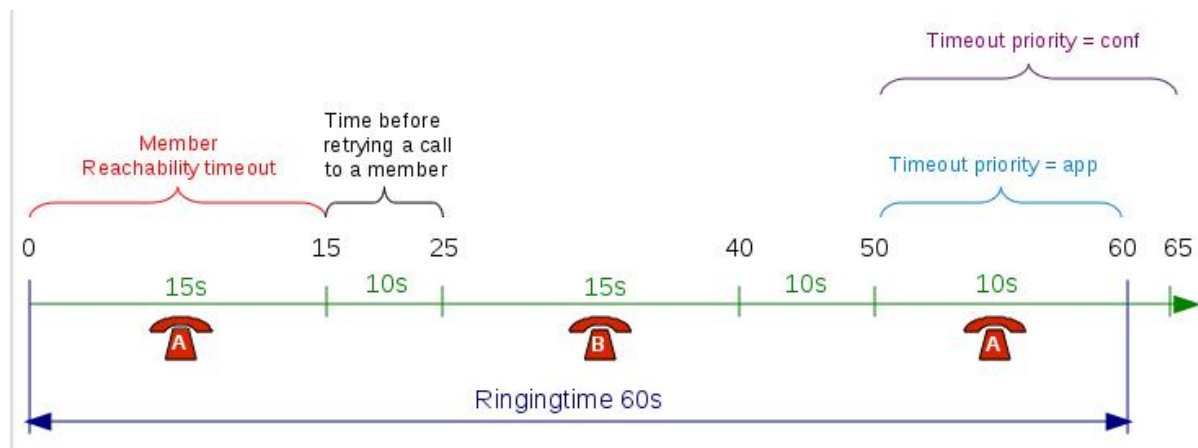 Timeout priority = conf
Time before
retrying a call
to a member
Member
Reachability timeout
Timeout priority = app
0 15 25 40 50 60 65
15s 10s 15s 10s 10s
A B A
Ringingtime 60s